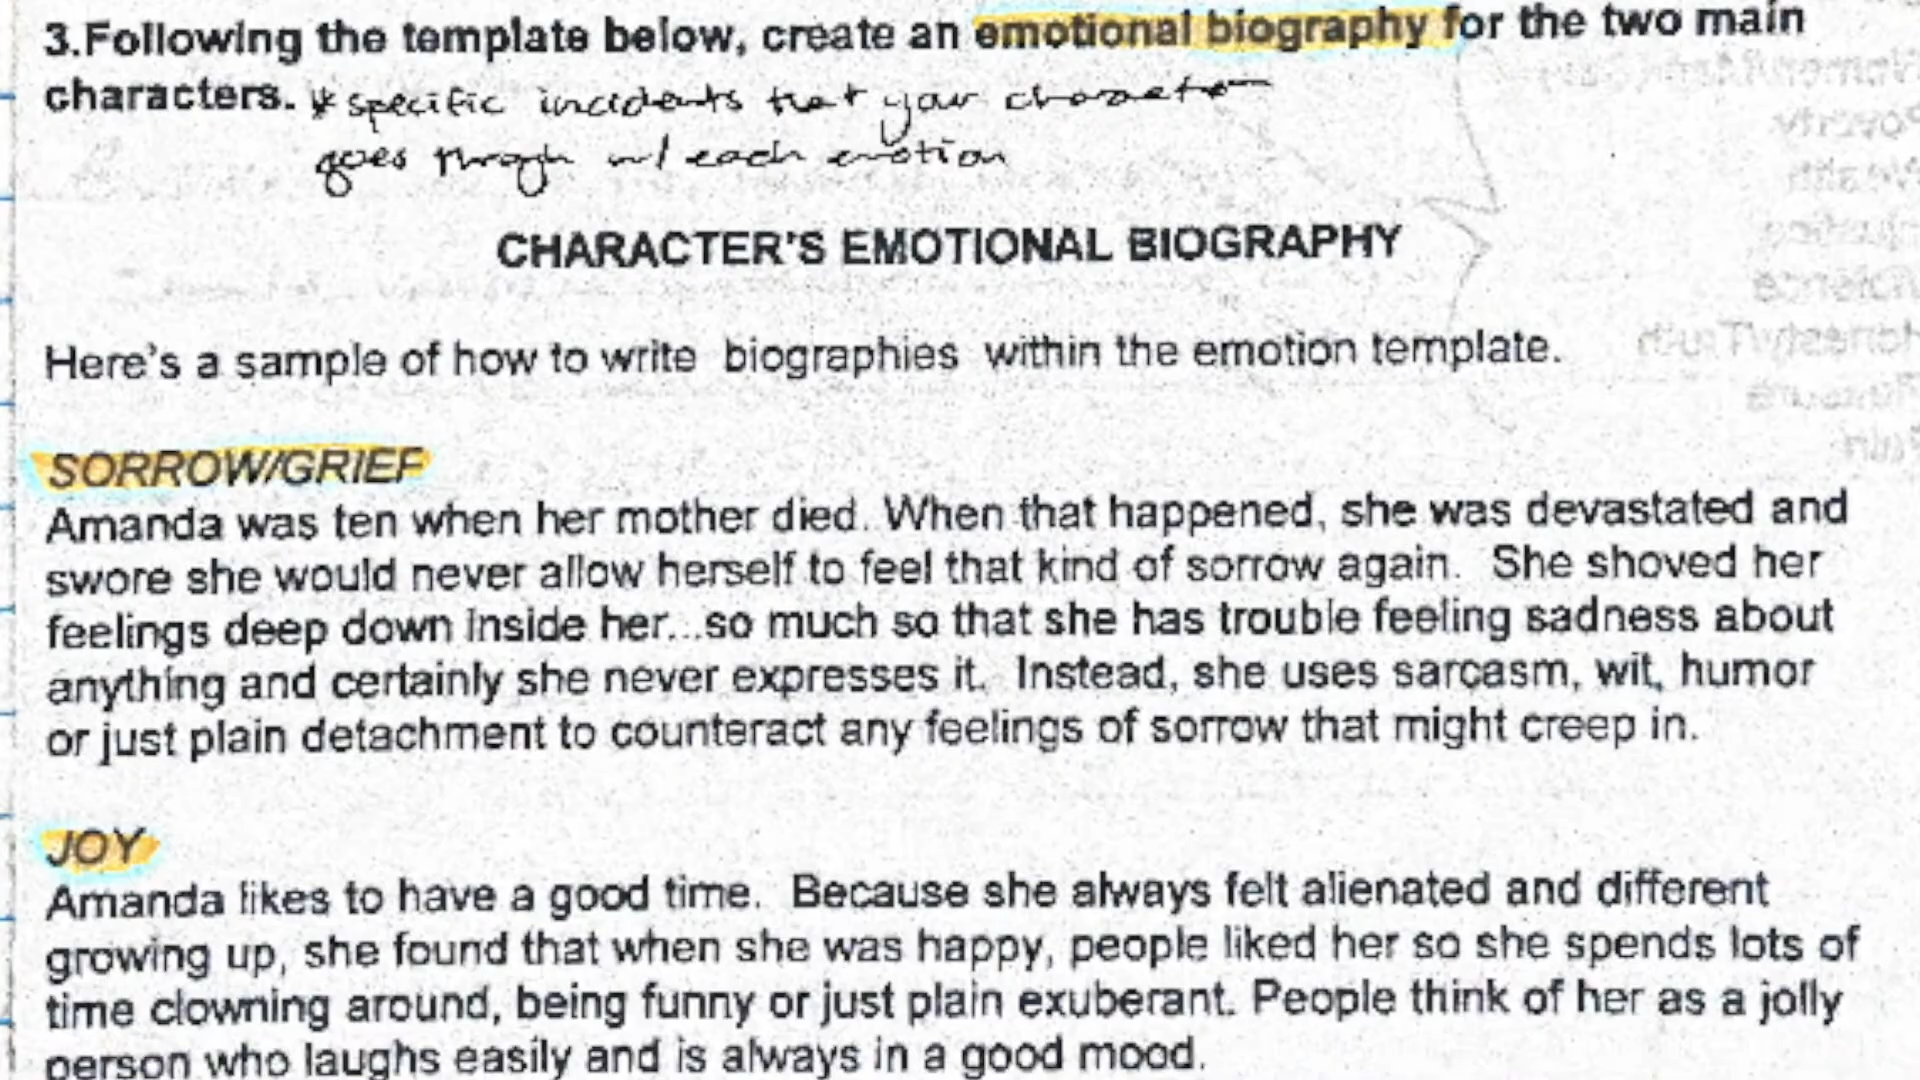 3.Following the template below, create an emotional biography for the two main
characters. * specific incidents that your character
goes through w/ each emotion
CHARACTER'S EMOTIONAL BIOGRAPHY
Here's a sample of how to write biographies within the emotion template.
SORROW/GRIEF
Amanda was ten when her mother died. When that happened, she was devastated and
swore she would never allow herself to feel that kind of sorrow again. She shoved her
feelings deep down inside her...so much so that she has trouble feeling sadness about
anything and certainly she never expresses it. Instead, she uses sarcasm, wit, humor
or just plain detachment to counteract any feelings of sorrow that might creep in.
JOY
Amanda likes to have a good time. Because she always felt alienated and different
growing up, she found that when she was happy, people liked her so she spends lots of
time clowning around, being funny or just plain exuberant. People think of her as a jolly
person who laughs easily and is always in a good mood.